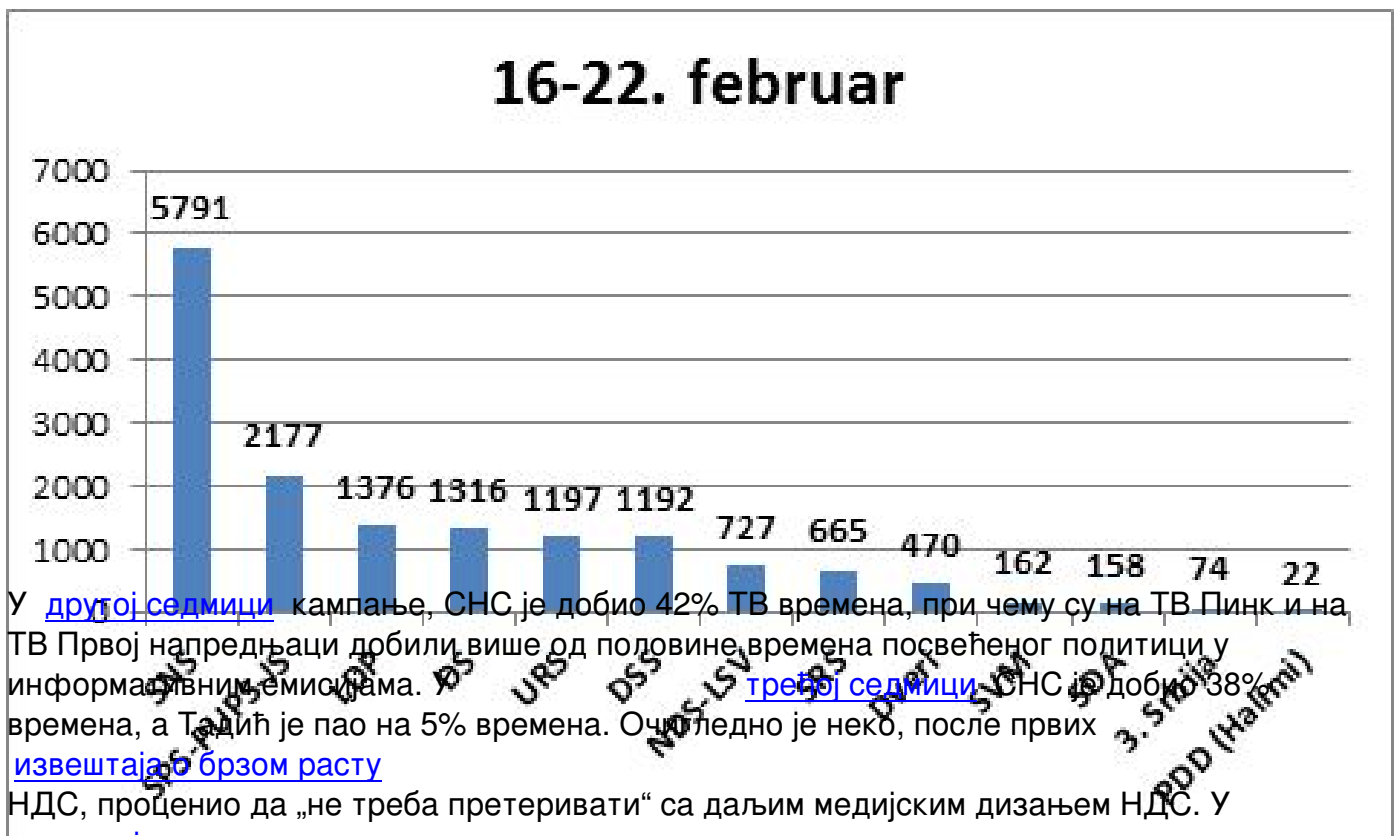 16-22. februar
7000
6000
5000
4000
3000
2000
1000
0
5791
2177
1376
1316
1197
1192
727
665
470
162
158
74
22
SNS
SPS-PUPS-JS
LDP
DS
URS
DSS
NDS-LSV
SRS
Dveri
SVM
SDA
3. Srbija
PDD (Halmi)
У другој седмици кампање, СНС је добио 42% ТВ времена, при чему су на ТВ Пинк и на
ТВ Првој напредњаци добили више од половине времена посвећеног политици у
информативним емисијама. У трећој седмици СНС је добио 38%
времена, а Тадић је пао на 5% времена. Очигледно је неко, после првих
извештаја о брзом расту
НДС, проценио да „не треба претеривати“ са даљим медијским дизањем НДС. У